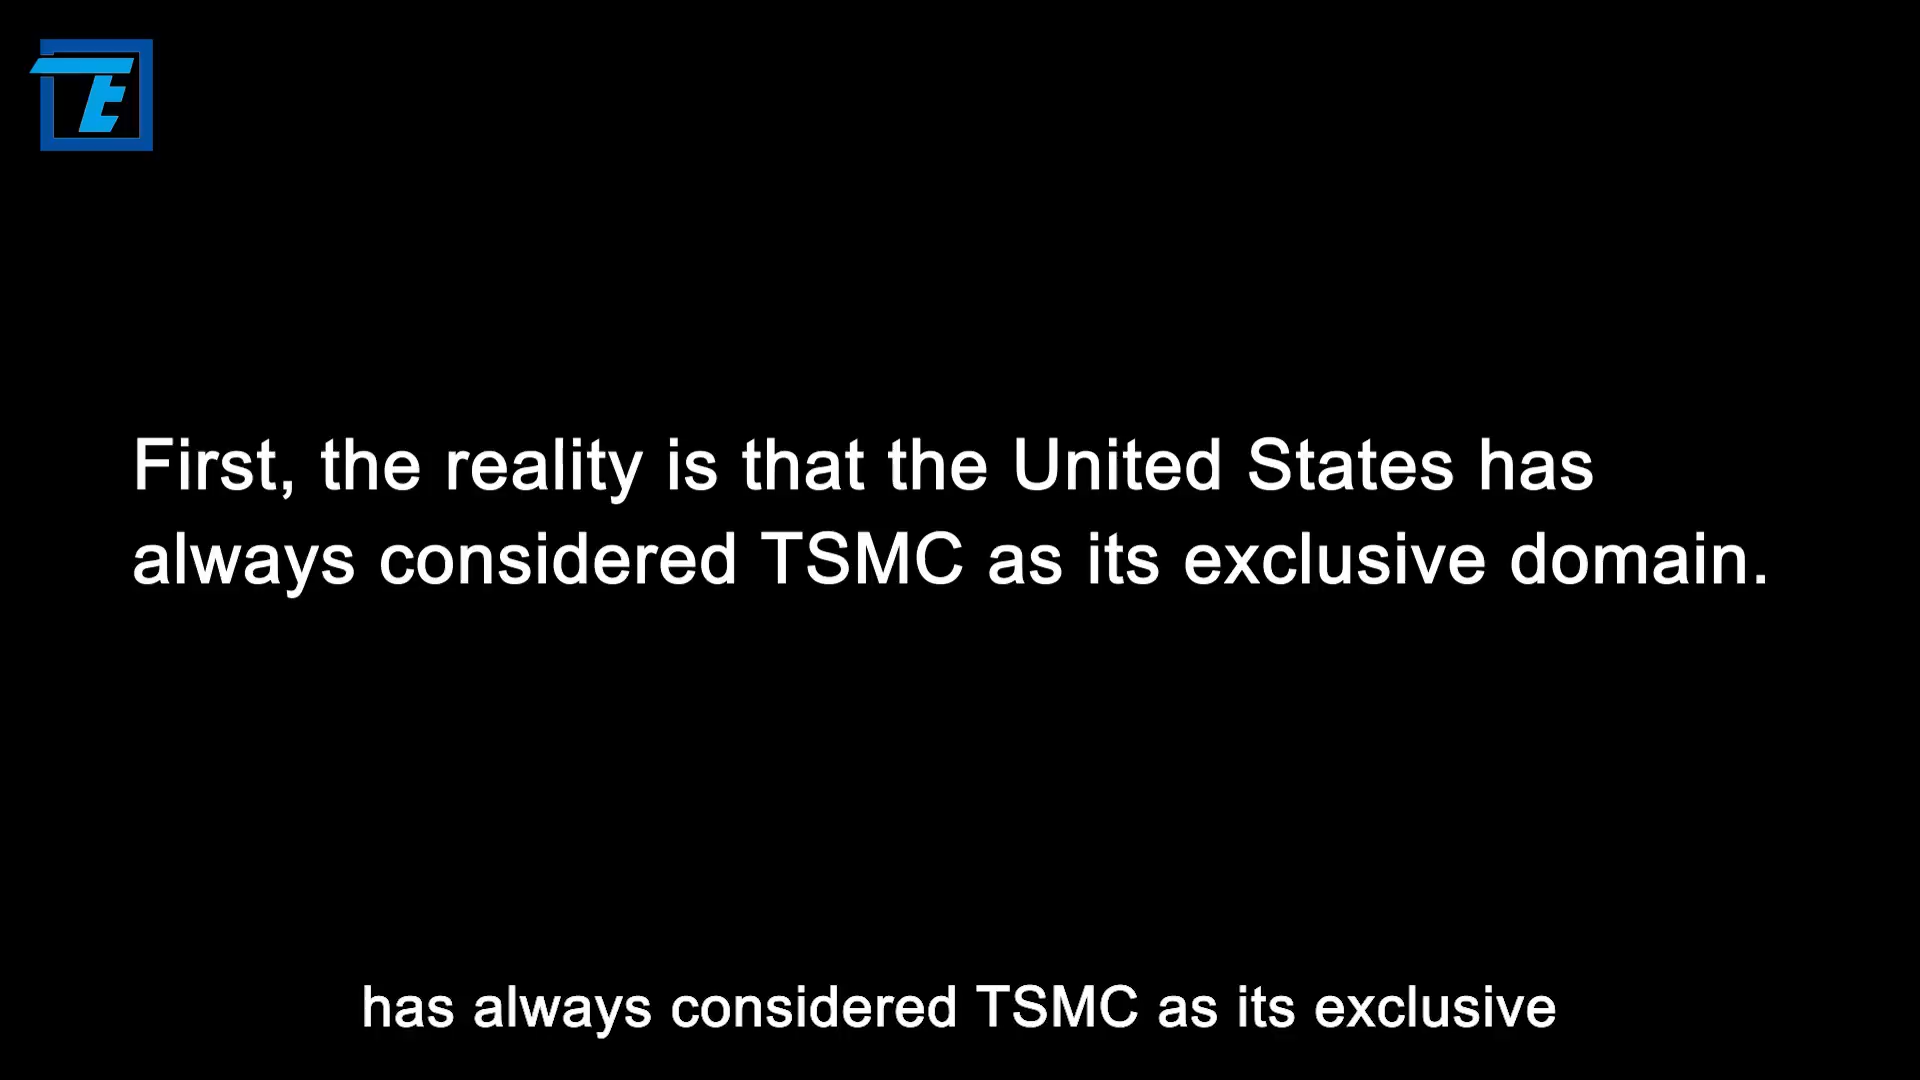 TE
First, the reality is that the United States has
always considered TSMC as its exclusive domain.
has always considered TSMC as its exclusive